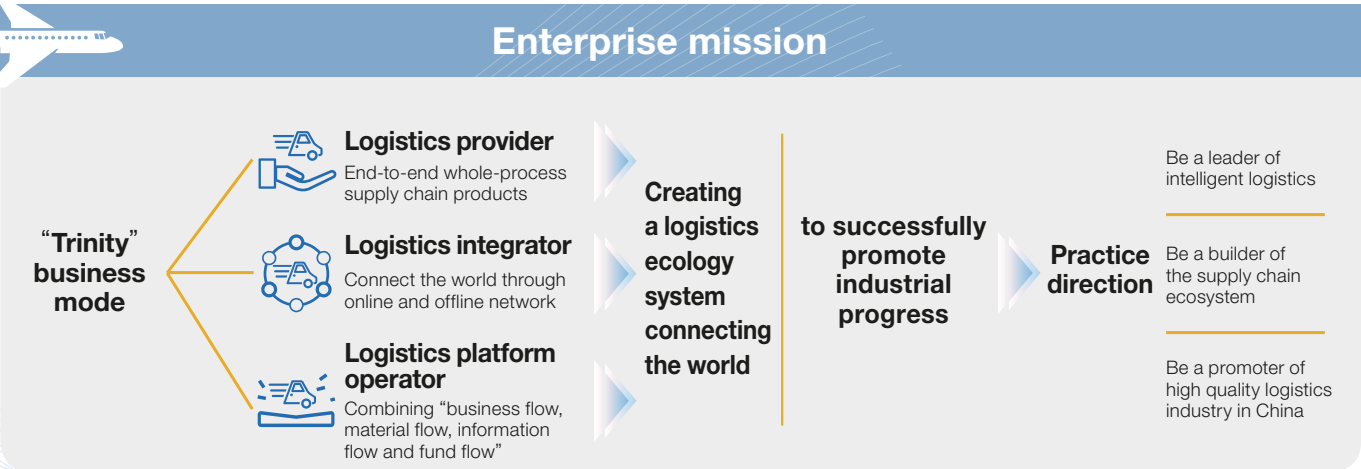 Enterprise mission
“Trinity”
business
mode
Logistics provider
End-to-end whole-process
supply chain products
Logistics integrator
Connect the world through
online and offline network
Logistics platform
operator
Combining “business flow,
material flow, information
flow and fund flow”
Creating
a logistics
ecology
system
connecting
the world
to successfully
promote
industrial
progress
Practice
direction
Be a leader of
intelligent logistics
Be a builder of
the supply chain
ecosystem
Be a promoter of
high quality logistics
industry in China